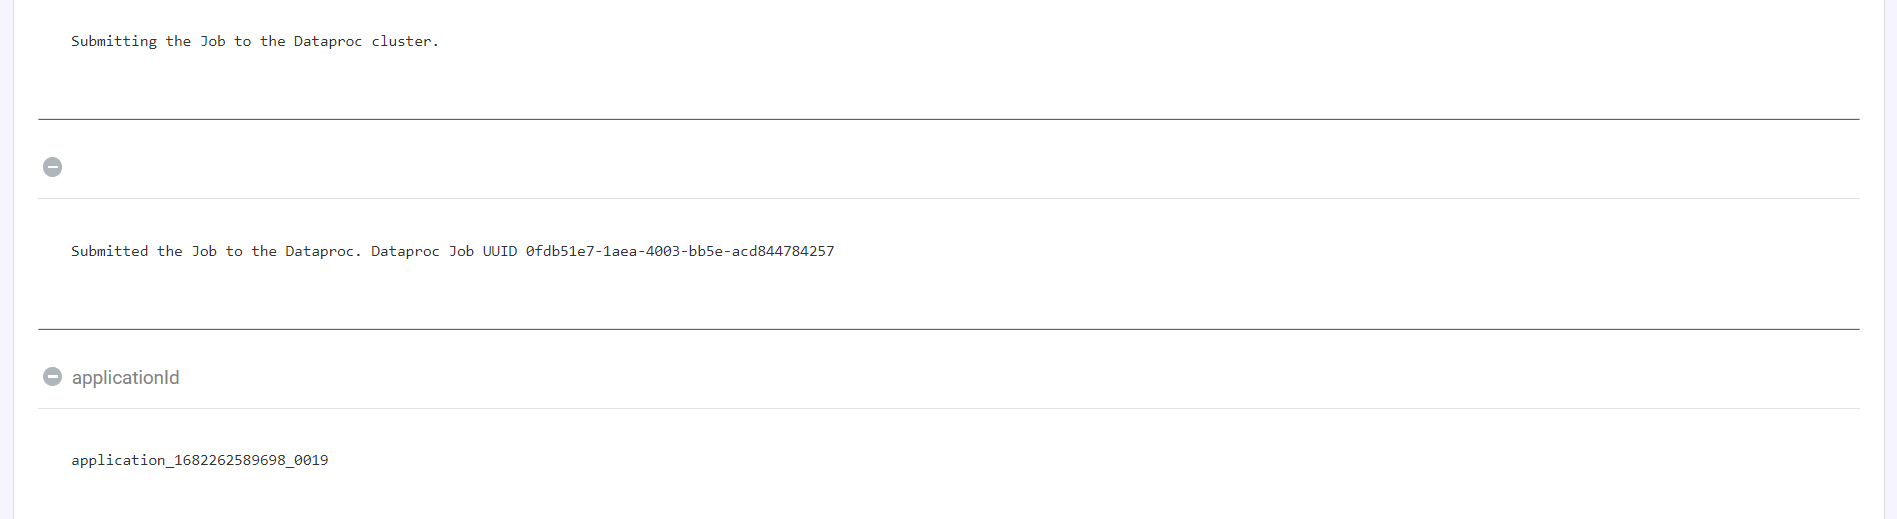 Submitting the Job to the Dataproc cluster.
Submitted the Job to the Dataproc. Dataproc Job UUID 0fdb51e7-1aea-4003-bb5e-acd844784257
applicationId
application_1682262589698_0019